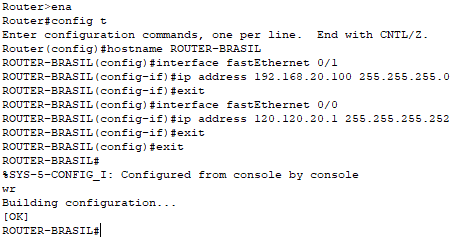 Router>ena
Router#config t
Enter configuration commands, one per line.  End with CNTL/Z.
Router(config)#hostname ROUTER-BRASIL
ROUTER-BRASIL(config)#interface fastEthernet 0/1
ROUTER-BRASIL(config-if)#ip address 192.168.20.100 255.255.255.0
ROUTER-BRASIL(config-if)#exit
ROUTER-BRASIL(config)#interface fastEthernet 0/0
ROUTER-BRASIL(config-if)#ip address 120.120.20.1 255.255.255.252
ROUTER-BRASIL(config-if)#exit
ROUTER-BRASIL(config)#exit
ROUTER-BRASIL#
%SYS-5-CONFIG_I: Configured from console by console
wr
Building configuration...
[OK]
ROUTER-BRASIL#